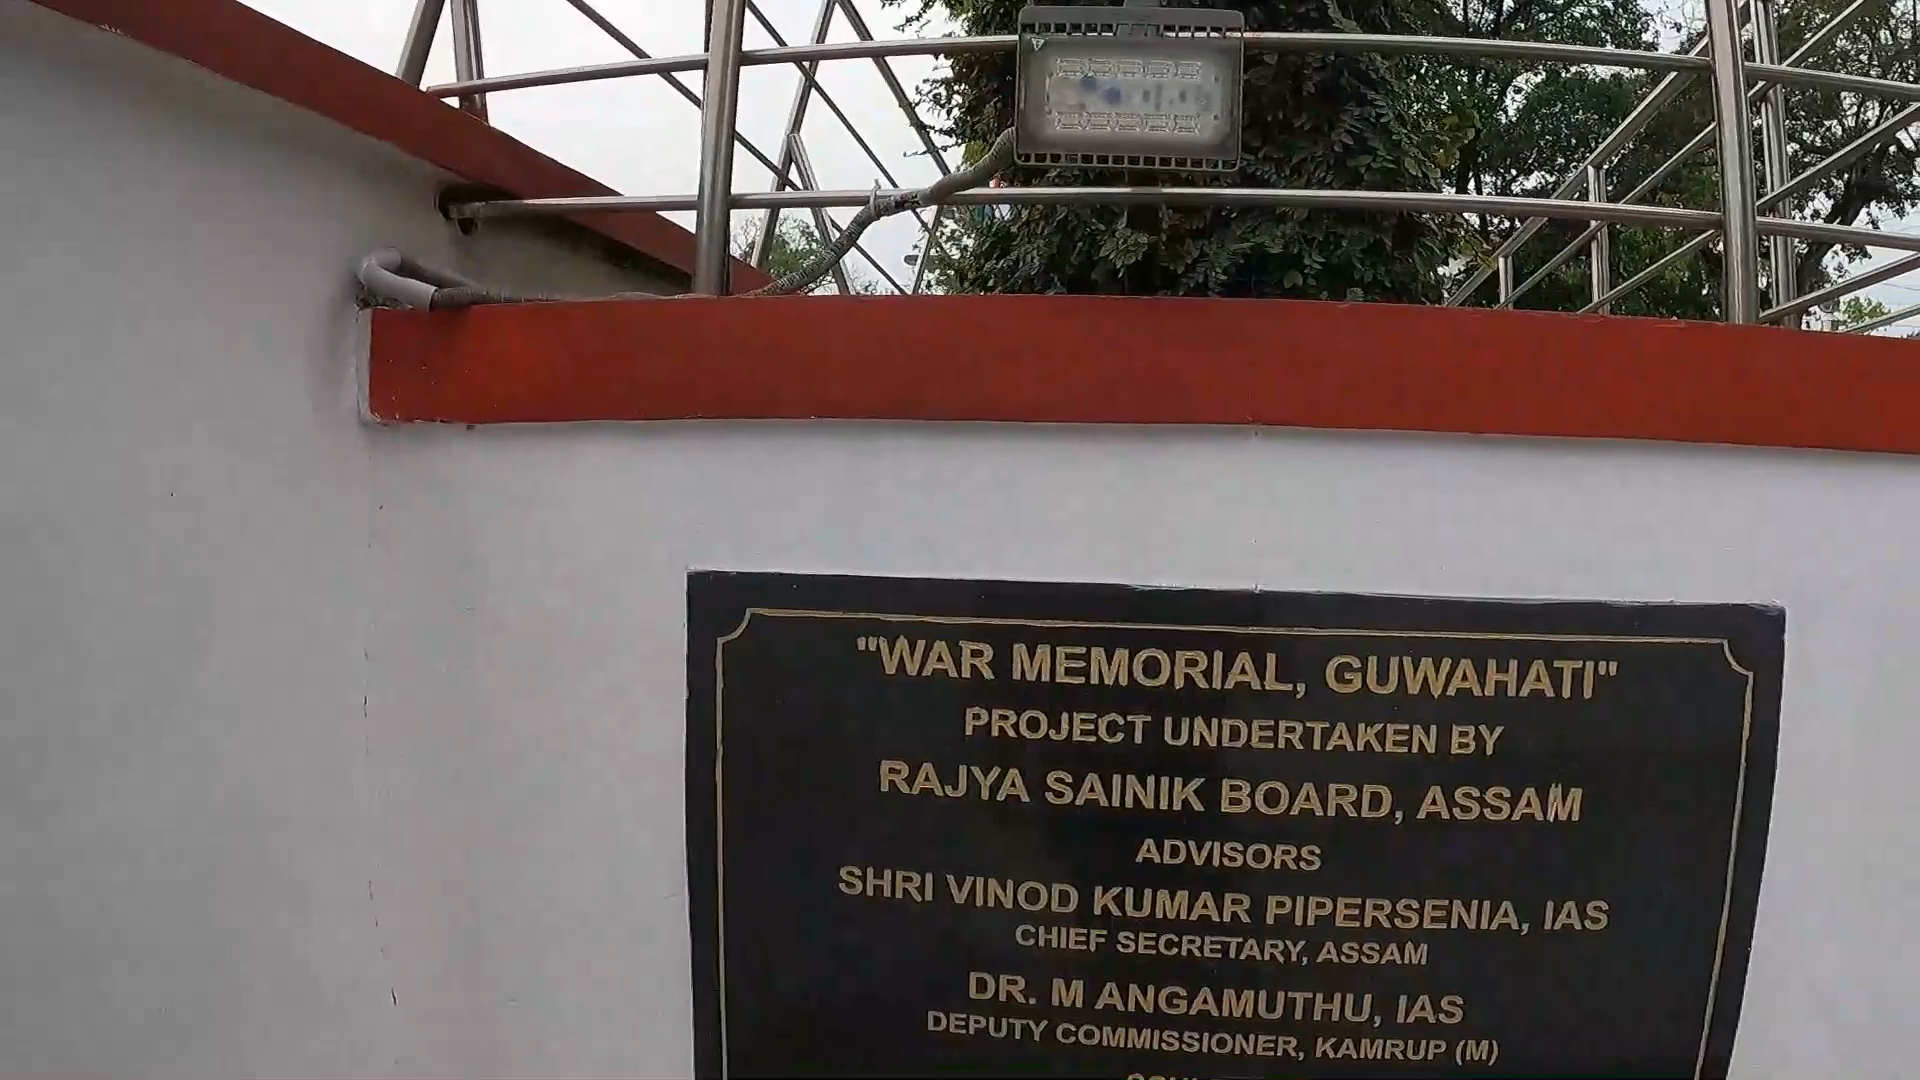 "WAR MEMORIAL, GUWAHATI"
PROJECT UNDERTAKEN BY
RAJYA SAINIK BOARD, ASSAM
ADVISORS
SHRI VINOD KUMAR PIPERSENIA, IAS
CHIEF SECRETARY, ASSAM
DR. M ANGAMUTHU, IAS
DEPUTY COMMISSIONER, KAMRUP (M)